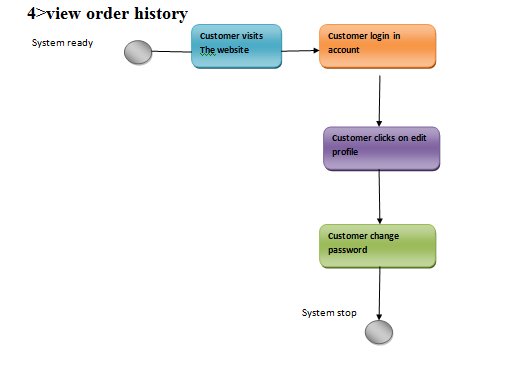 4>view order history
System ready
Customer visits
The website
Customer login in
account
Customer clicks on edit
profile
Customer change
password
System stop